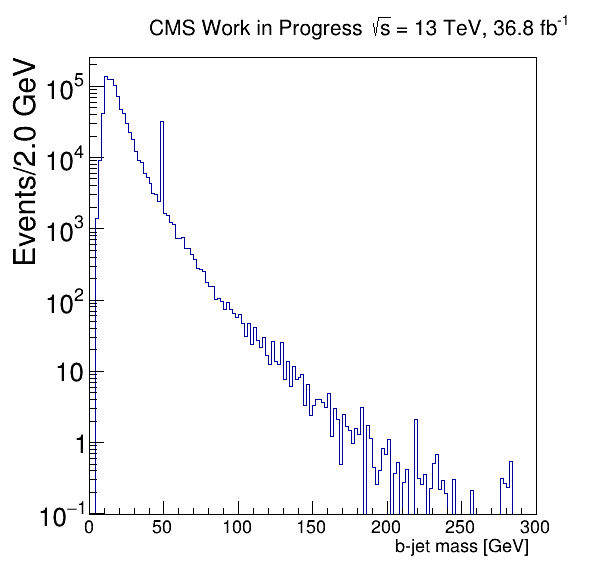 CMS Work in Progress √s = 13 TeV, 36.8 fb⁻¹
Events/2.0 GeV
10⁵
10⁴
10³
10²
10
1
10⁻¹
0 50 100 150 200 250 300
b-jet mass [GeV]